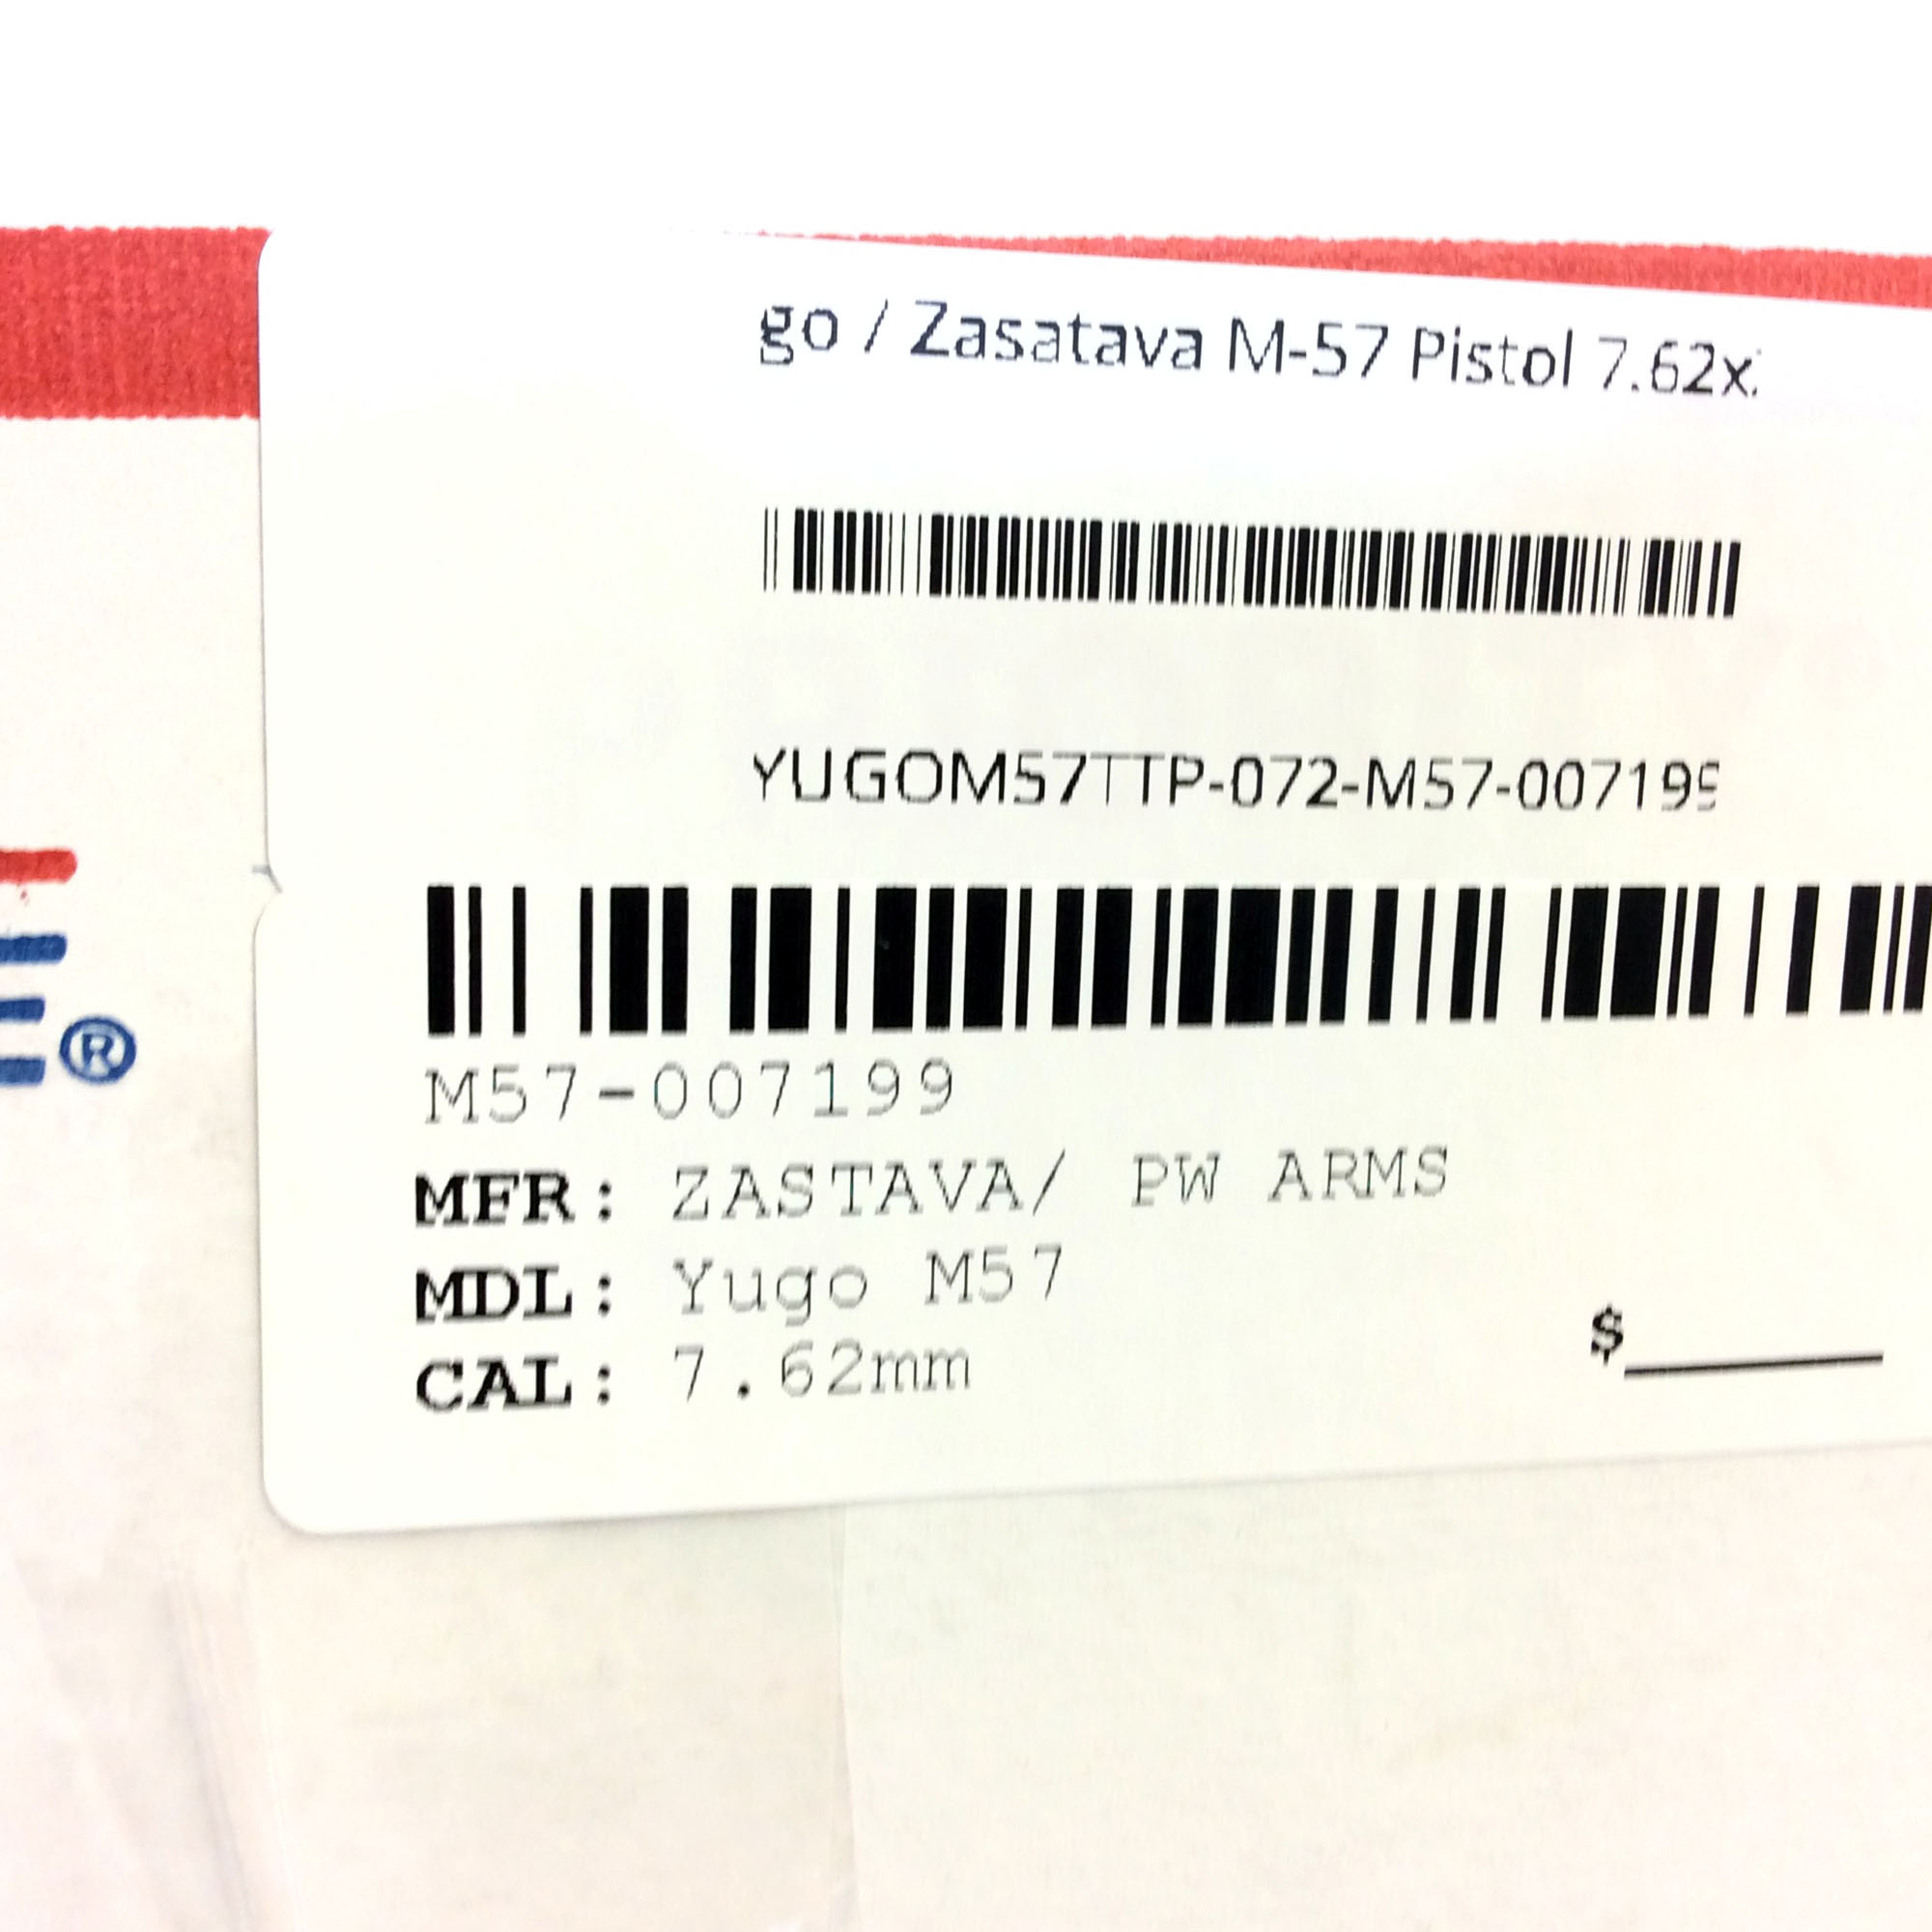 go / Zasatava M-57 Pistol 7.62x
YUGOM57TTP-072-M57-007199
M57-007199
MFR: ZASTAVA/ PW ARMS
MDL: Yugo M57
CAL: 7.62mm
$
®